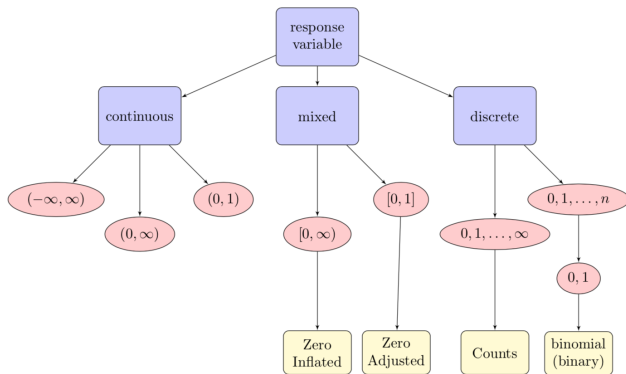 response
variable
continuous
mixed
discrete
(−∞, ∞)
(0, ∞)
(0, 1)
[0, ∞)
[0, 1]
0, 1, . . . , ∞
0, 1, . . . , n
0, 1
Zero
Inflated
Zero
Adjusted
Counts
binomial
(binary)